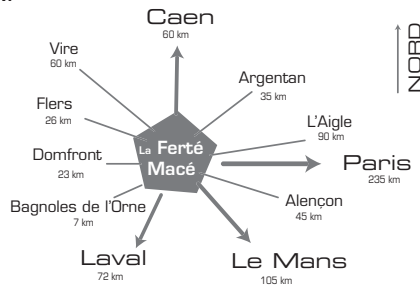 Caen
60 km
Vire
60 km
NORD
Argentan
35 km
Flers
26 km
L'Aigle
90 km
La Ferté
Macé
Domfront
23 km
Paris
235 km
Bagnoles de l'Orne
7 km
Alençon
45 km
Laval
72 km
Le Mans
105 km